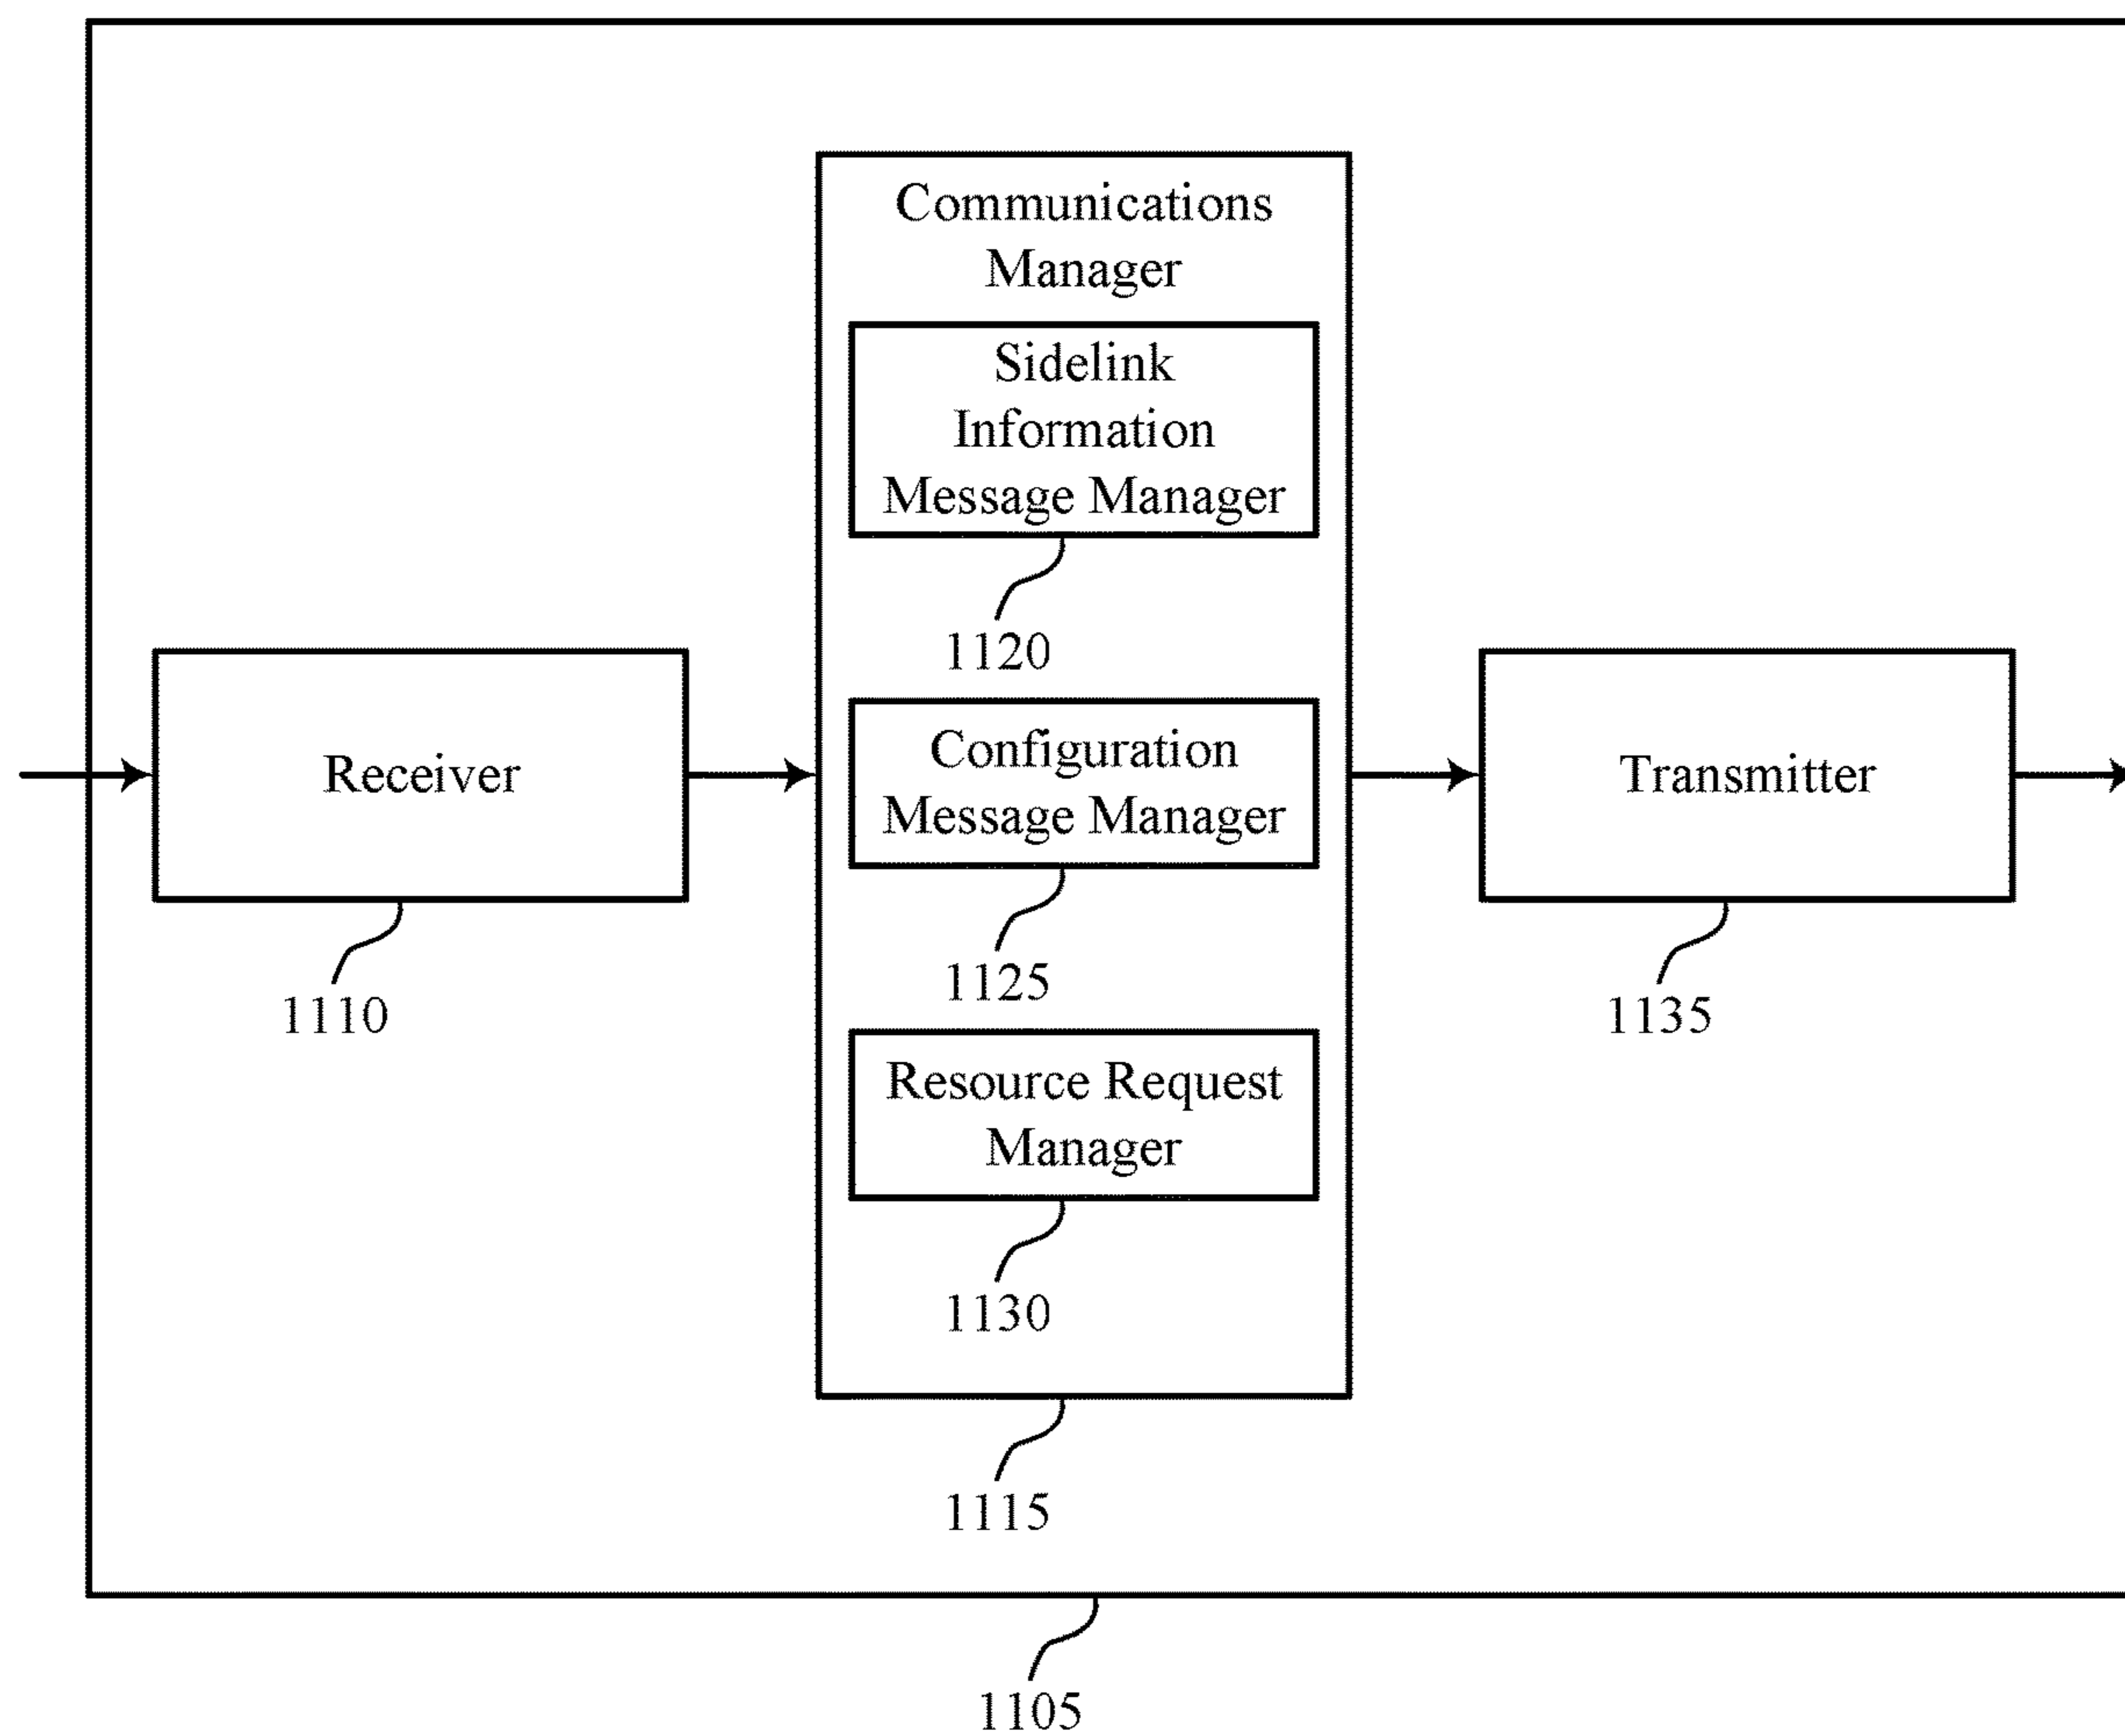 Communications
Manager
Sidelink
Information
Message Manager
1120
Receiver
1110
Configuration
Message Manager
1125
Transmitter
1135
Resource Request
Manager
1130
1115
1105